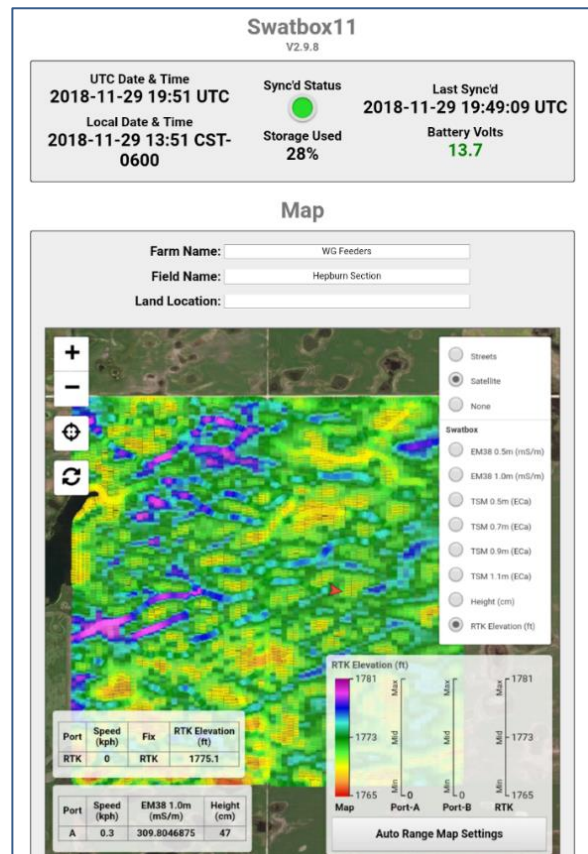 Swatbox11
V2.9.8
UTC Date & Time
2018-11-29 19:51 UTC
Local Date & Time
2018-11-29 13:51 CST-
0600
Sync'd Status
Storage Used
28%
Last Sync'd
2018-11-29 19:49:09 UTC
Battery Volts
13.7
Map
Farm Name: WG Feeders
Field Name: Hepburn Section
Land Location:
+
−
Streets
Satellite
None
Swatbox
EM38 0.5m (mS/m)
EM38 1.0m (mS/m)
TSM 0.5m (ECa)
TSM 0.7m (ECa)
TSM 0.9m (ECa)
TSM 1.1m (ECa)
Height (cm)
RTK Elevation (ft)
Port Speed (kph) Fix RTK Elevation (ft)
RTK 0 RTK 1775.1
Port Speed (kph) EM38 1.0m (mS/m) Height (cm)
A 0.3 309.8046875 47
RTK Elevation (ft)
1781 Max Max 1781
1773 Mid Mid 1773
1765 Min 0 Min 0 1765
Map Port-A Port-B RTK
Auto Range Map Settings